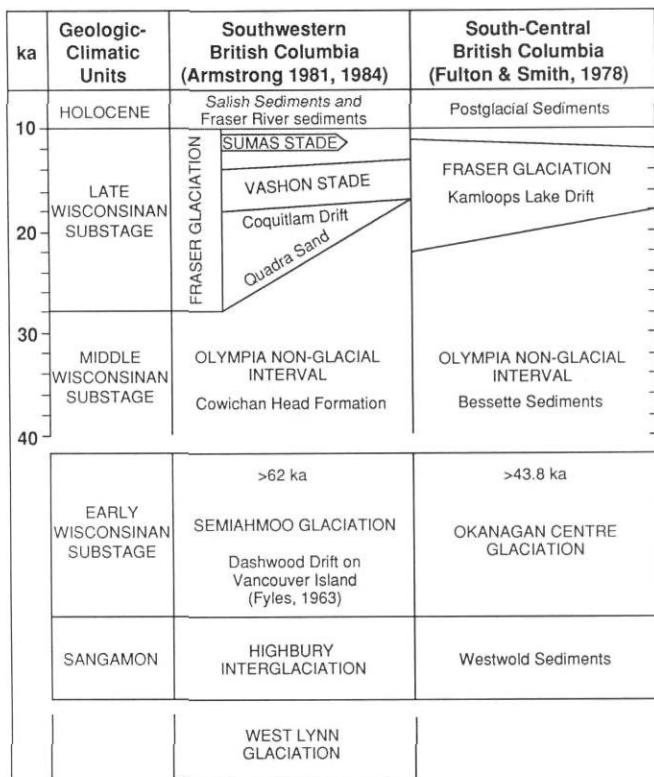 ka
Geologic-
Climatic
Units
Southwestern
British Columbia
(Armstrong 1981, 1984)
South-Central
British Columbia
(Fulton & Smith, 1978)
HOLOCENE
Salish Sediments and
Fraser River sediments
Postglacial Sediments
10
20
30
40
LATE
WISCONSINAN
SUBSTAGE
FRASER GLACIATION
SUMAS STADE
VASHON STADE
Coquitlam Drift
Quadra Sand
FRASER GLACIATION
Kamloops Lake Drift
MIDDLE
WISCONSINAN
SUBSTAGE
OLYMPIA NON-GLACIAL
INTERVAL
Cowichan Head Formation
OLYMPIA NON-GLACIAL
INTERVAL
Bessette Sediments
EARLY
WISCONSINAN
SUBSTAGE
>62 ka
SEMIAHMOO GLACIATION
Dashwood Drift on
Vancouver Island
(Fyles, 1963)
>43.8 ka
OKANAGAN CENTRE
GLACIATION
SANGAMON
HIGHBURY
INTERGLACIATION
Westwold Sediments
WEST LYNN
GLACIATION